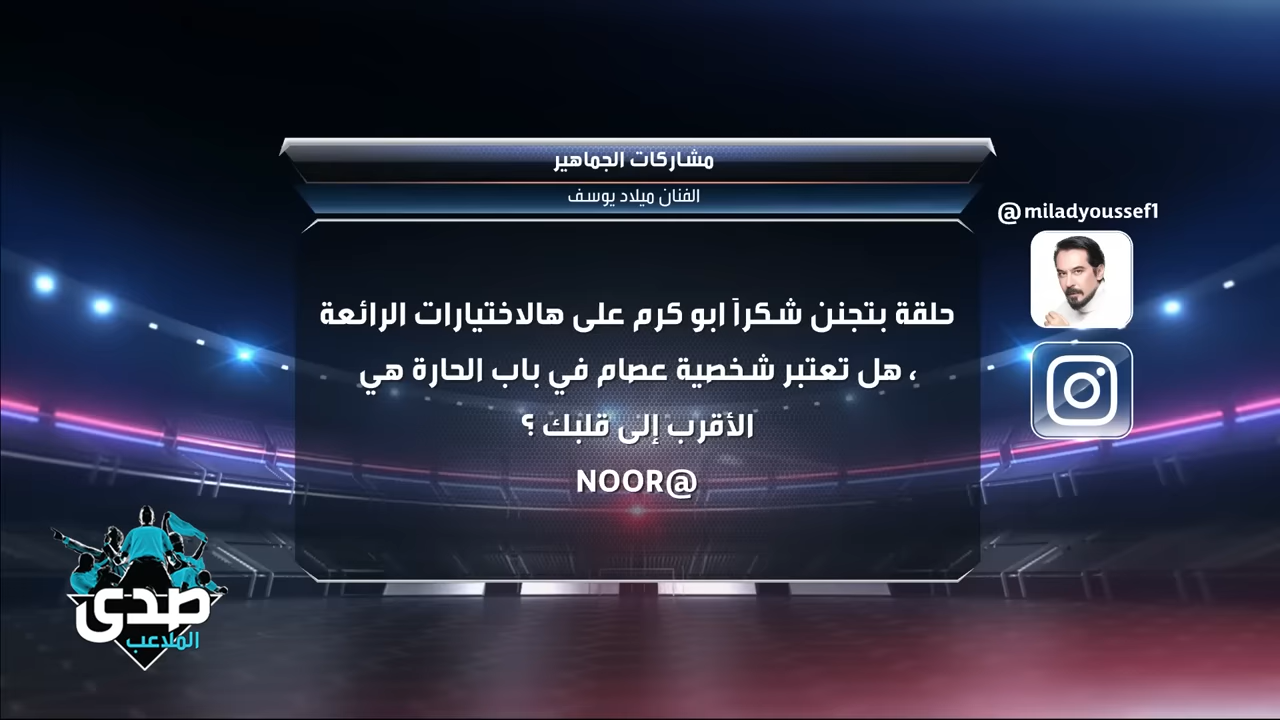 مشاركات الجماهير
الفنان ميلاد يوسف
@miladyoussef1
حلقة بتجنن شكراً ابو كرم على هالاختيارات الرائعة
، هل تعتبر شخصية عصام في باب الحارة هي
الأقرب إلى قلبك ؟
NOOR@
صدى
الملاعب